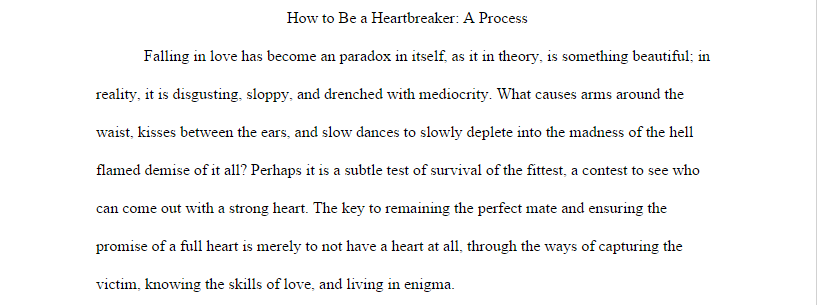 How to Be a Heartbreaker: A Process
Falling in love has become an paradox in itself, as it in theory, is something beautiful; in
reality, it is disgusting, sloppy, and drenched with mediocrity. What causes arms around the
waist, kisses between the ears, and slow dances to slowly deplete into the madness of the hell
flamed demise of it all? Perhaps it is a subtle test of survival of the fittest, a contest to see who
can come out with a strong heart. The key to remaining the perfect mate and ensuring the
promise of a full heart is merely to not have a heart at all, through the ways of capturing the
victim, knowing the skills of love, and living in enigma.